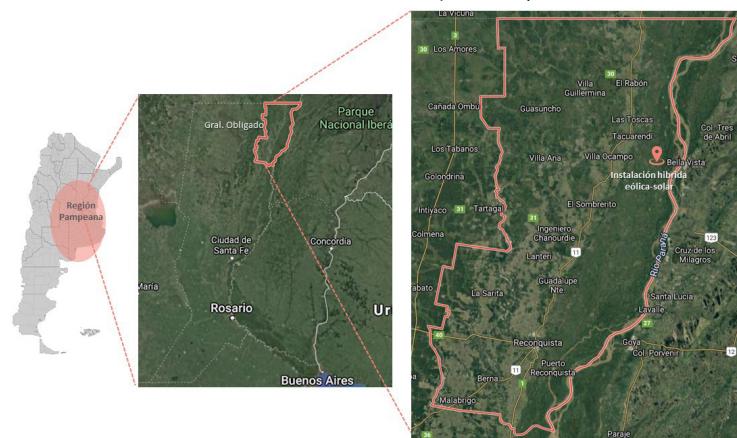 Región
Pampeana
Gral. Obligado
Parque
Nacional Iberá
Ciudad de
Santa Fe
Concordia
María
Rosario
Ur
Buenos Aires
La Vicuña
3
30
Los Amores
30
Villa
Guillermina
El Rabón
Cañada Ombú
Guasuncho
Las Toscas
Tacuarendí
Col. Tres
de Abril
Los Tábanos
Villa Ana
Villa Ocampo
Bella Vista
Golondrina
Instalación hibrida
eólica-solar
Intiyaco
31
Tartagal
31
El Sombrerito
Colmena
Ingeniero
Chanourdie
Río Paraná
123
Cruz de los
Milagros
Lanteri
11
Guadalupe
Nte.
abato
La Sarita
Santa Lucía
Lavalle
27
40
Reconquista
Goya
Col. Porvenir
12
11
Puerto
Reconquista
Berna
1
Malabrigo
36
Paraje